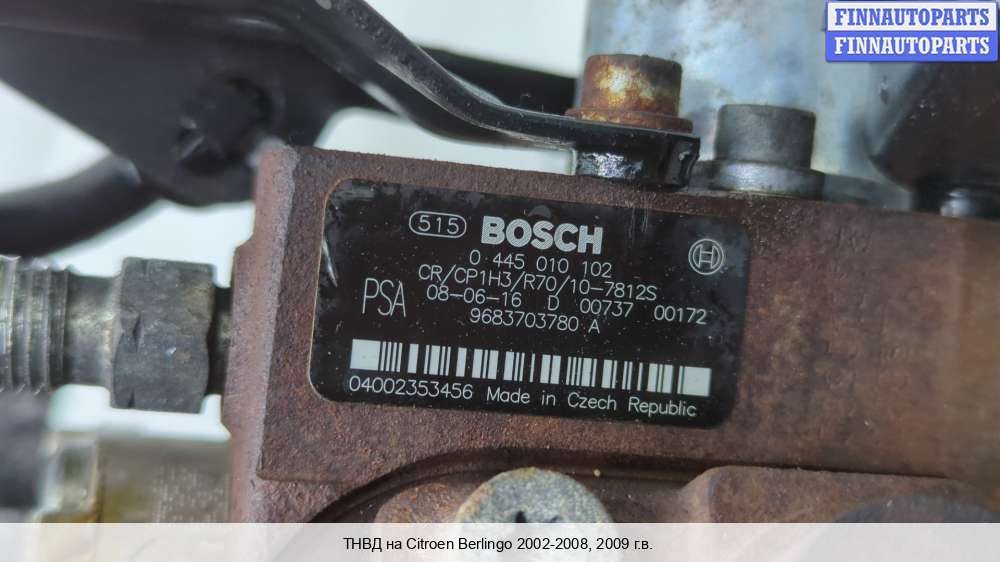 FINNAUTOPARTS
FINNAUTOPARTS
515 BOSCH
0 445 010 102
CR/CP1H3/R70/10-7812S
PSA 08-06-16 D 00737 00172
9683703780 A
04002353456 Made in Czech Republic
ТНВД на Citroen Berlingo 2002-2008, 2009 г.в.